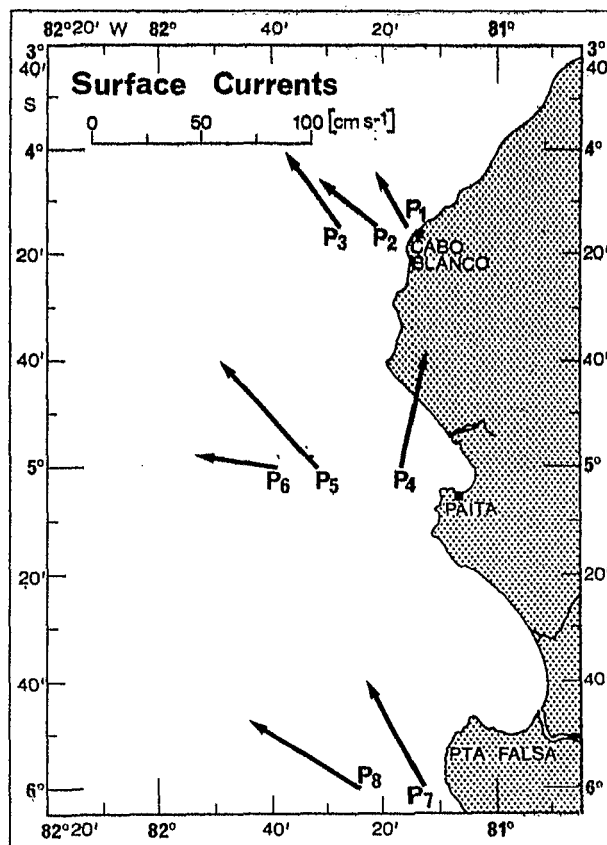 82° 20' W 82° 40' 20' 81°
3° 3°
40' 40'
Surface Currents
S
0 50 100 [cm s⁻¹]
4° 4°
P1
P3 P2
20' CABO 20'
BLANCO
40' 40'
5° P6 P5 P4 5°
PAITA
20' 20'
40' 40
PTA FALSA
P8
6° P7 6°
82° 20' 82° 40' 20' 81°